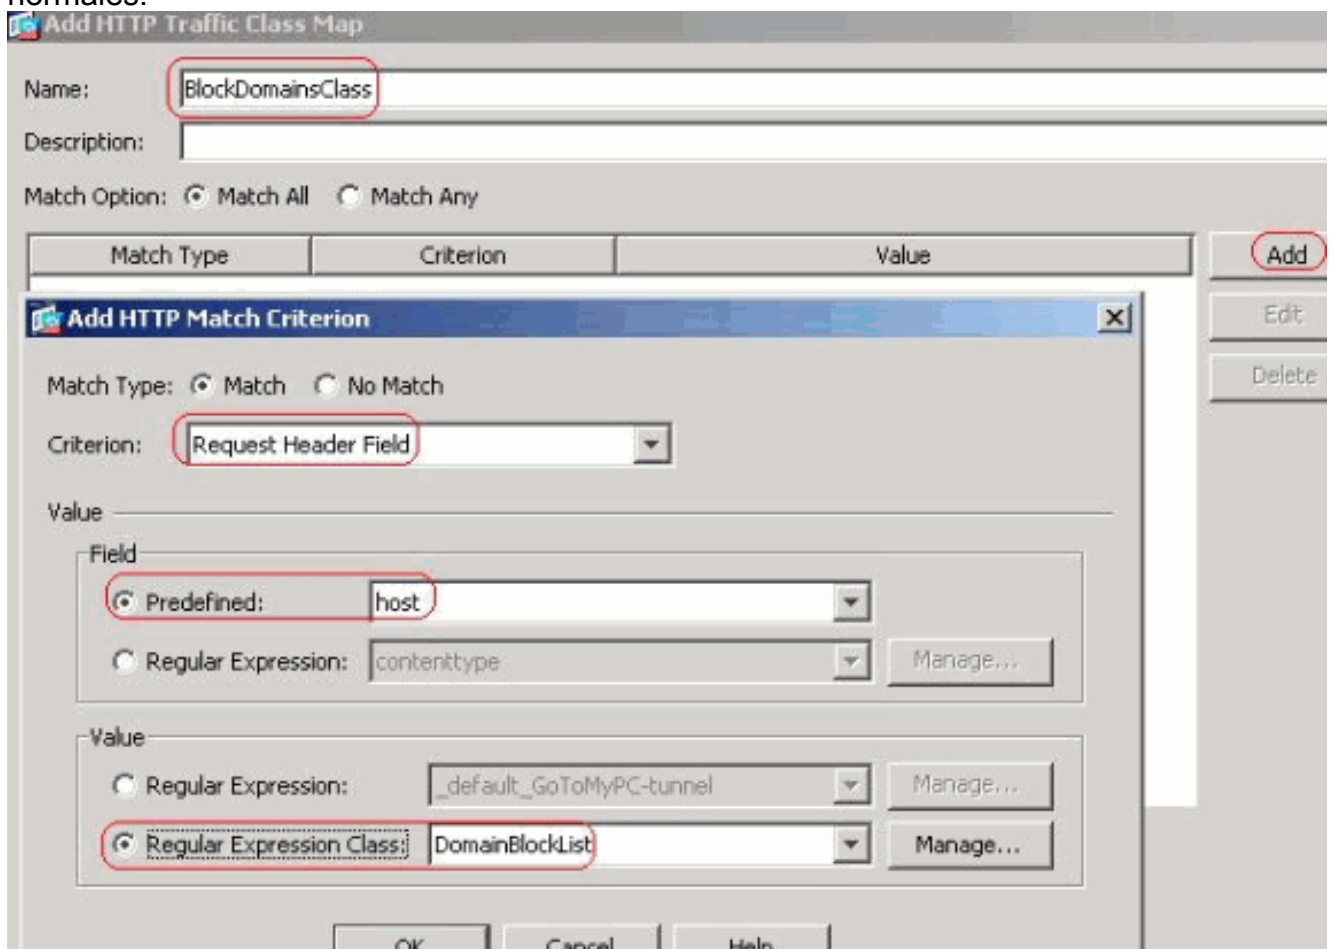 normales.
Add HTTP Traffic Class Map
Name: BlockDomainsClass
Description:
Match Option: Match All Match Any
Match Type Criterion Value Add
Add HTTP Match Criterion Edit
Delete
Match Type: Match No Match
Criterion: Request Header Field
Value
Field
Predefined: host
Regular Expression: contenttype Manage...
Value
Regular Expression: _default_GoToMyPC-tunnel Manage...
Regular Expression Class: DomainBlockList Manage...
OK Cancel Help